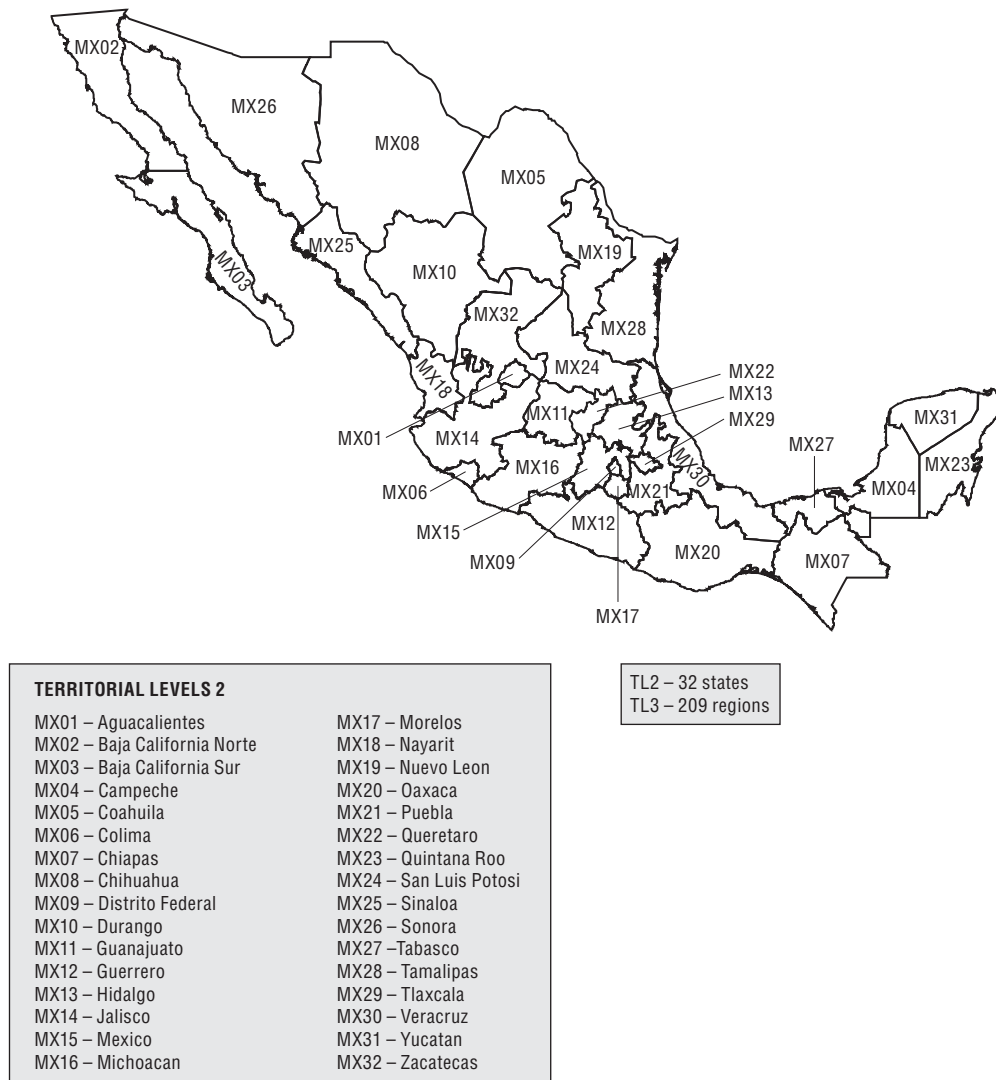 MX02
MX26
MX08
MX05
MX25
MX19
MX03
MX10
MX32
MX28
MX24
MX22
MX18
MX13
MX11
MX29
MX31
MX01
MX14
MX27
MX16
MX30
MX23
MX06
MX21
MX04
MX15
MX12
MX20
MX07
MX09
MX17
TERRITORIAL LEVELS 2
MX01 – Aguacalientes
MX02 – Baja California Norte
MX03 – Baja California Sur
MX04 – Campeche
MX05 – Coahuila
MX06 – Colima
MX07 – Chiapas
MX08 – Chihuahua
MX09 – Distrito Federal
MX10 – Durango
MX11 – Guanajuato
MX12 – Guerrero
MX13 – Hidalgo
MX14 – Jalisco
MX15 – Mexico
MX16 – Michoacan
MX17 – Morelos
MX18 – Nayarit
MX19 – Nuevo Leon
MX20 – Oaxaca
MX21 – Puebla
MX22 – Queretaro
MX23 – Quintana Roo
MX24 – San Luis Potosi
MX25 – Sinaloa
MX26 – Sonora
MX27 –Tabasco
MX28 – Tamalipas
MX29 – Tlaxcala
MX30 – Veracruz
MX31 – Yucatan
MX32 – Zacatecas
TL2 – 32 states
TL3 – 209 regions